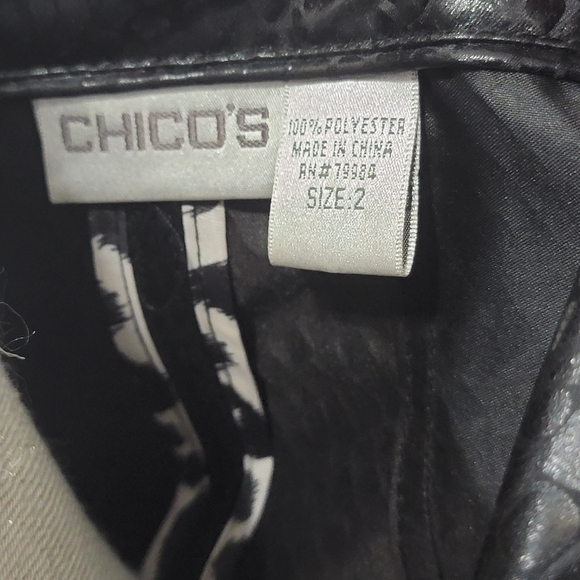 CHICO'S
100% POLYESTER
MADE IN CHINA
RN# 79984
SIZE:2